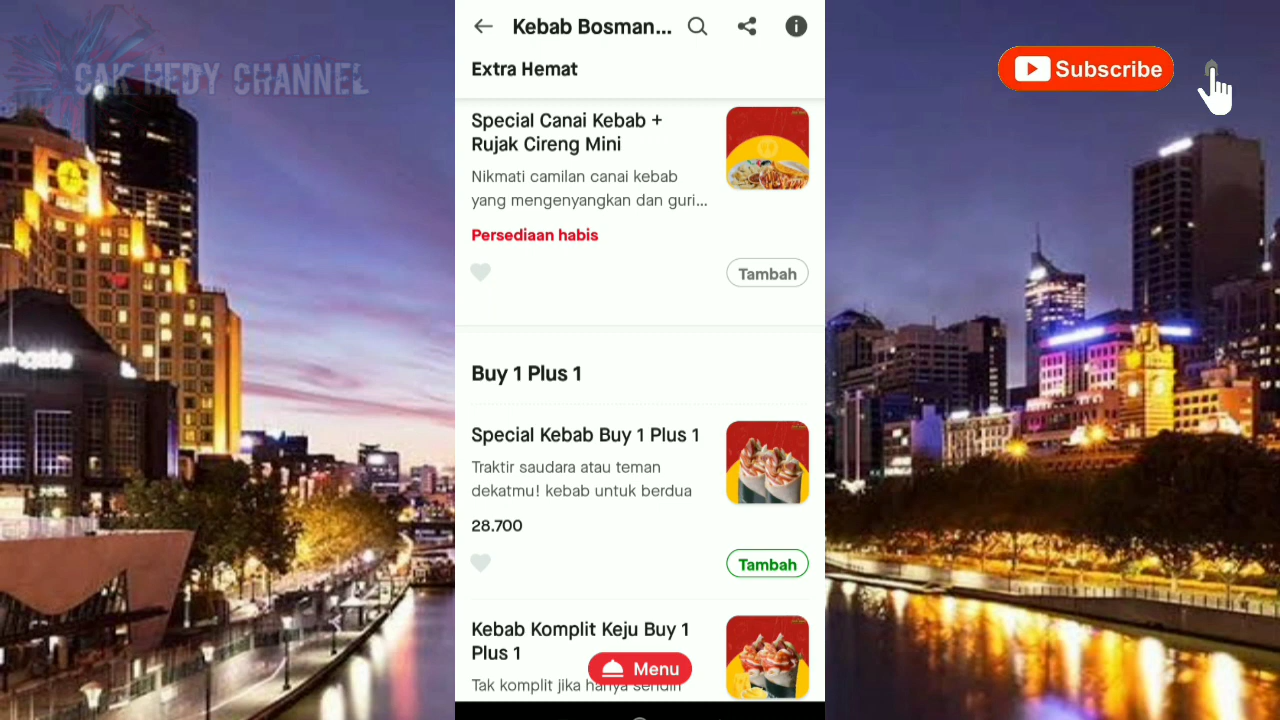 CAK HEDY CHANNEL
Kebab Bosman...
Subscribe
Extra Hemat
Special Canai Kebab +
Rujak Cireng Mini
Nikmati camilan canai kebab
yang mengenyangkan dan guri...
Persediaan habis
Tambah
Buy 1 Plus 1
Special Kebab Buy 1 Plus 1
Traktir saudara atau teman
dekatmu! kebab untuk berdua
28.700
Tambah
Kebab Komplit Keju Buy 1
Plus 1
Menu
Tak komplit jika hanya sendiri